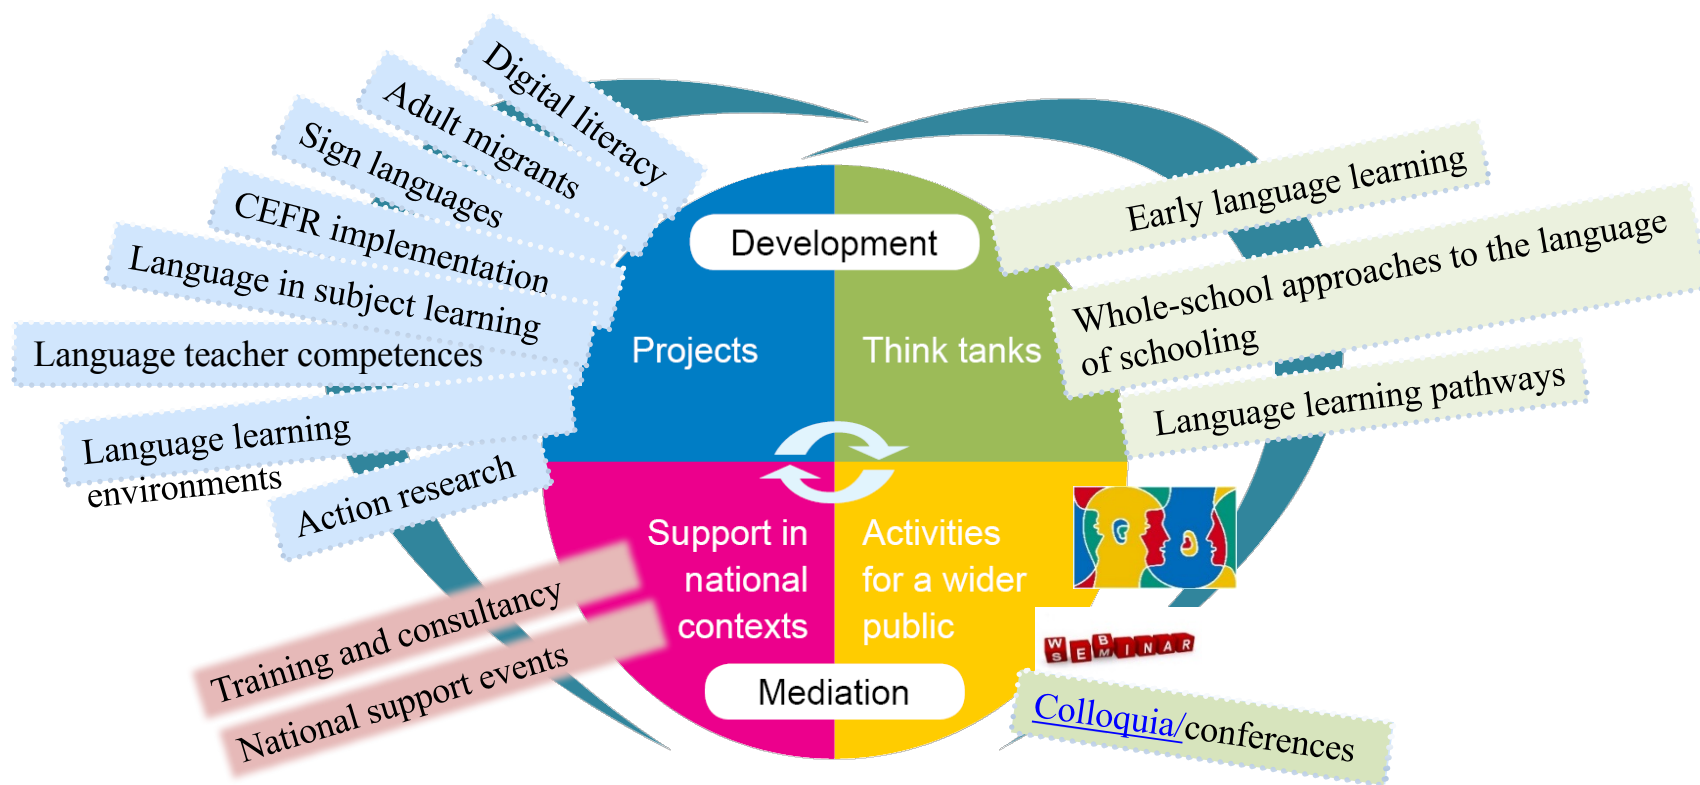 Digital literacy
Adult migrants
Sign languages
CEFR implementation
Language in subject learning
Language teacher competences
Language learning
environments
Action research
Training and consultancy
National support events
Development
Projects
Think tanks
Support in
national
contexts
Activities
for a wider
public
Mediation
Early language learning
Whole-school approaches to the language
of schooling
Language learning pathways
WEBINAR
SEMINAR
Colloquia/conferences